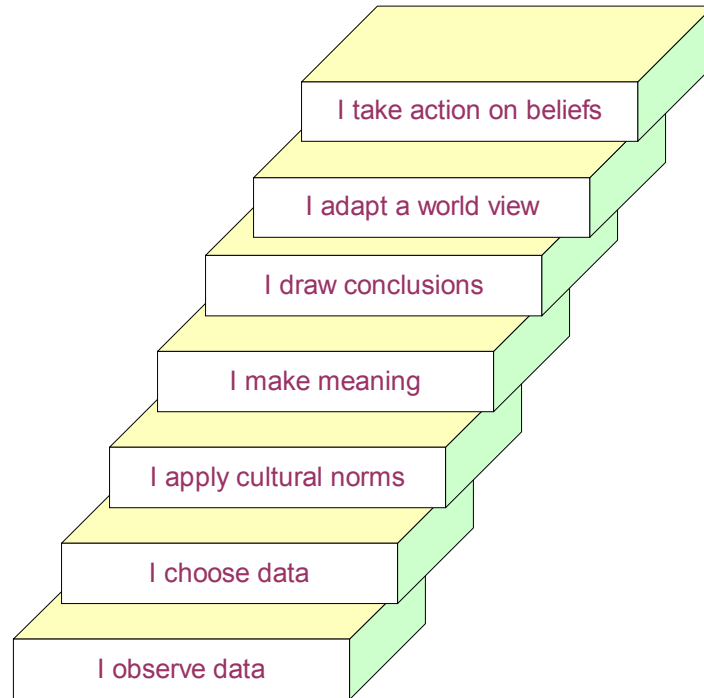 I take action on beliefs
I adapt a world view
I draw conclusions
I make meaning
I apply cultural norms
I choose data
I observe data